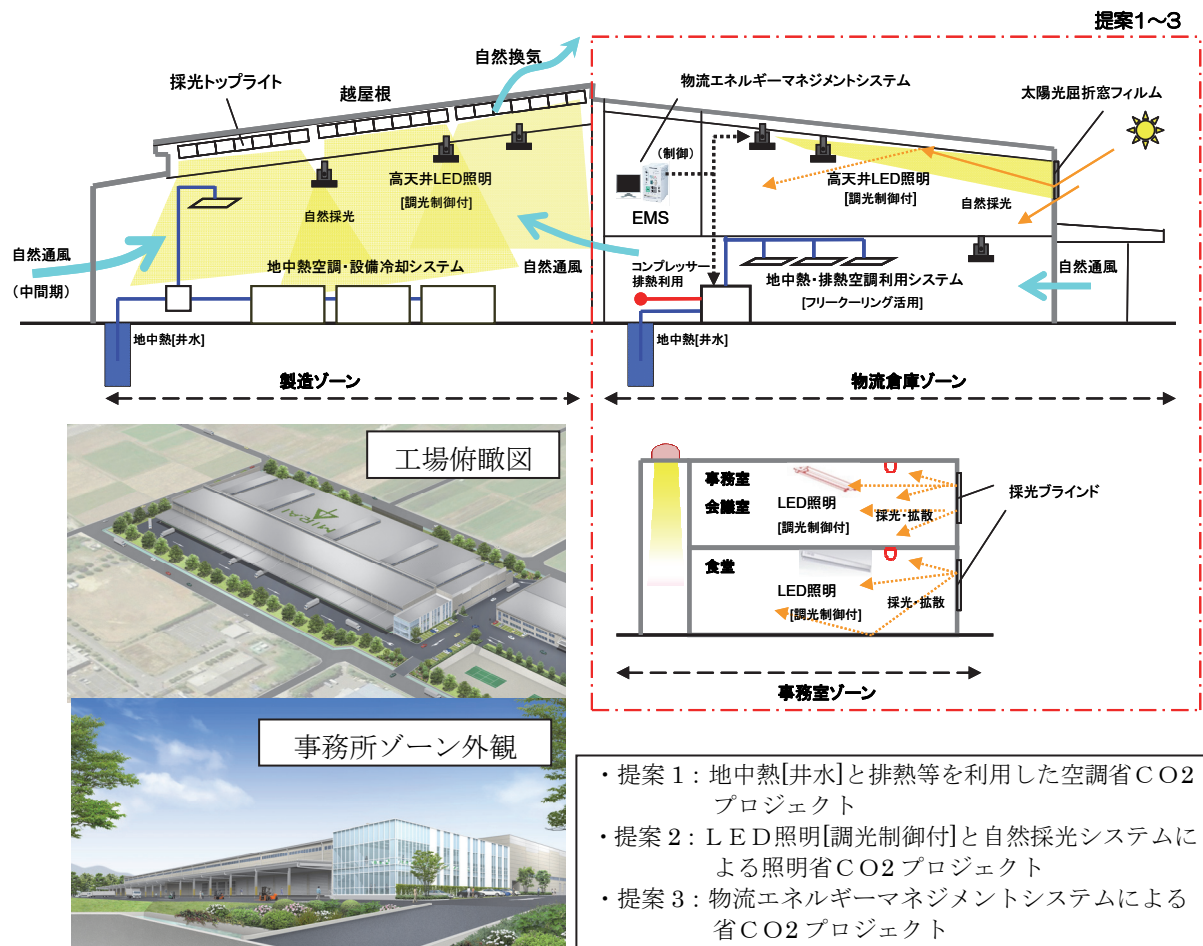 提案1～3
自然換気
採光トップライト
越屋根
物流エネルギーマネジメントシステム
太陽光屈折窓フィルム
(制御)
EMS
高天井LED照明
[調光制御付]
自然採光
高天井LED照明
[調光制御付]
自然採光
自然通風
(中間期)
地中熱空調・設備冷却システム
自然通風
コンプレッサー
排熱利用
地中熱・排熱空調利用システム
[フリークーリング活用]
自然通風
地中熱[井水]
地中熱[井水]
製造ゾーン
物流倉庫ゾーン
工場俯瞰図
MIRAI
事務室
会議室
LED照明
[調光制御付]
採光・拡散
採光ブラインド
食堂
LED照明
[調光制御付]
採光・拡散
事務室ゾーン
事務所ゾーン外観
・提案1：地中熱[井水]と排熱等を利用した空調省ＣＯ2
プロジェクト
・提案2：ＬＥＤ照明[調光制御付]と自然採光システムに
よる照明省ＣＯ2プロジェクト
・提案3：物流エネルギーマネジメントシステムによる
省ＣＯ2プロジェクト